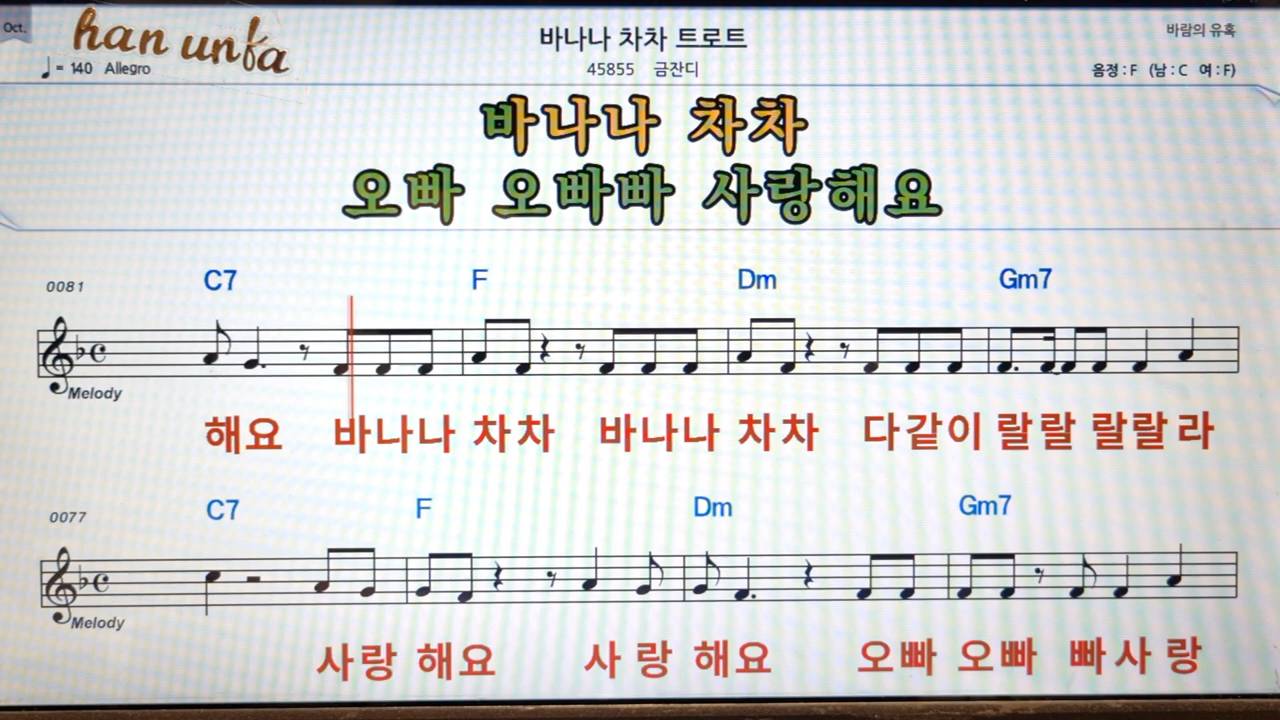 Oct.
han unfa
바나나 차차 트로트
바람의 유혹
♩= 140 Allegro
45855 금잔디
음정 : F (남 : C 여 : F)
바나나 차차
오빠 오빠빠 사랑해요
0081
C7 F Dm Gm7
Melody
해요 바나나 차차 바나나 차차 다같이 랄랄 랄랄 라
0077
C7 F Dm Gm7
Melody
사랑 해요 사 랑 해요 오빠 오빠 빠사 랑